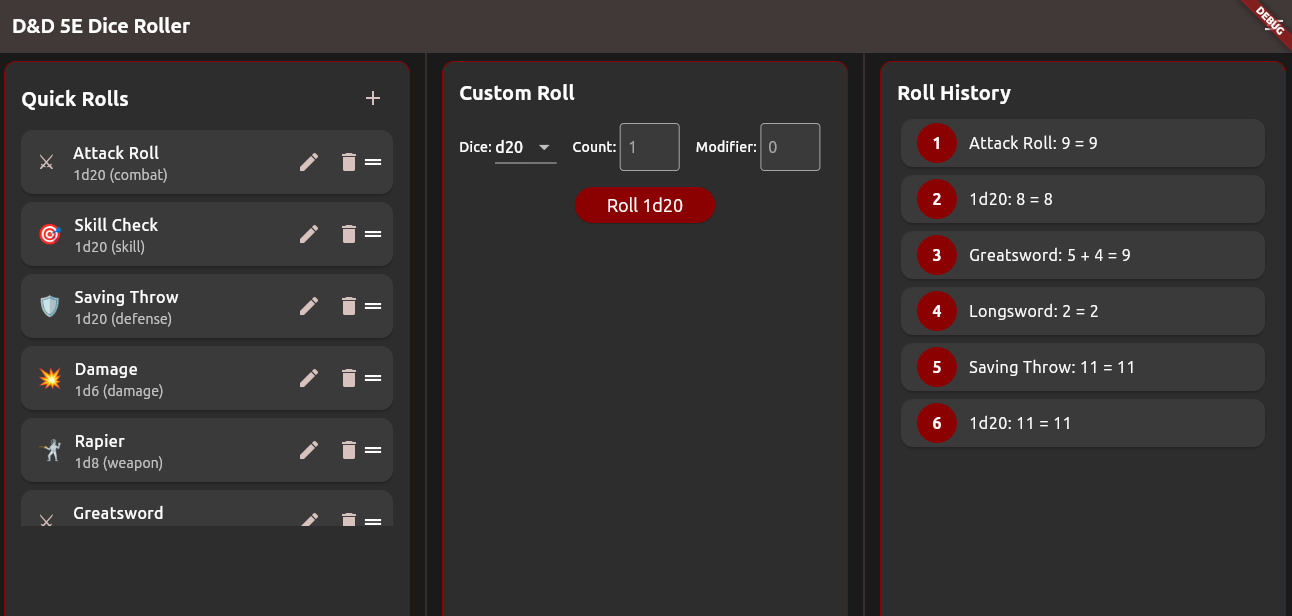 D&D 5E Dice Roller
DEBUG
Quick Rolls
Attack Roll
1d20 (combat)
Skill Check
1d20 (skill)
Saving Throw
1d20 (defense)
Damage
1d6 (damage)
Rapier
1d8 (weapon)
Greatsword
Custom Roll
Dice: d20 Count: 1 Modifier: 0
Roll 1d20
Roll History
1 Attack Roll: 9 = 9
2 1d20: 8 = 8
3 Greatsword: 5 + 4 = 9
4 Longsword: 2 = 2
5 Saving Throw: 11 = 11
6 1d20: 11 = 11